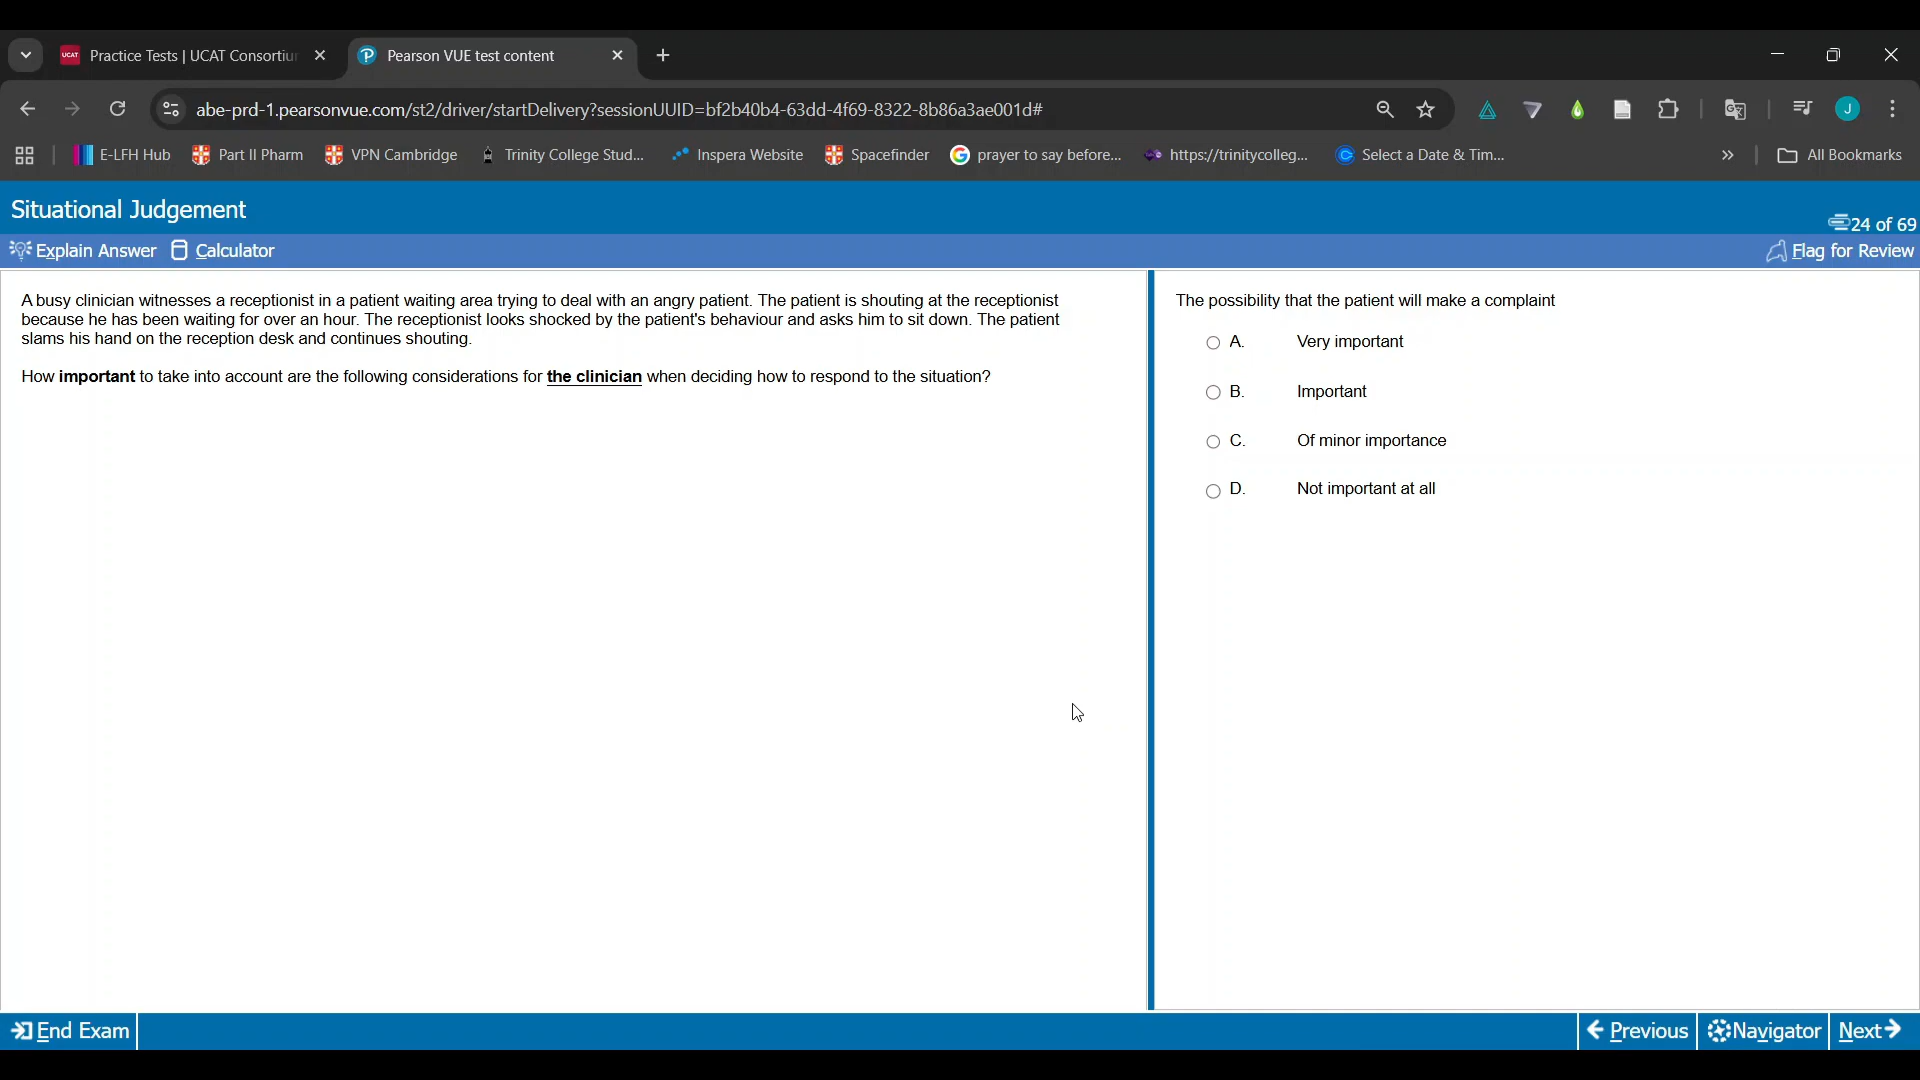 Practice Tests | UCAT Consortiu
Pearson VUE test content
abe-prd-1.pearsonvue.com/st2/driver/startDelivery?sessionUUID=bf2b40b4-63dd-4f69-8322-8b86a3ae001d#
E-LFH Hub
Part II Pharm
VPN Cambridge
Trinity College Stud...
Inspera Website
Spacefinder
prayer to say before...
https://trinitycolleg...
Select a Date & Tim...
All Bookmarks
Situational Judgement
24 of 69
Explain Answer
Calculator
Flag for Review
A busy clinician witnesses a receptionist in a patient waiting area trying to deal with an angry patient. The patient is shouting at the receptionist
because he has been waiting for over an hour. The receptionist looks shocked by the patient's behaviour and asks him to sit down. The patient
slams his hand on the reception desk and continues shouting.
How important to take into account are the following considerations for the clinician when deciding how to respond to the situation?
The possibility that the patient will make a complaint
A. Very important
B. Important
C. Of minor importance
D. Not important at all
End Exam
Previous
Navigator
Next